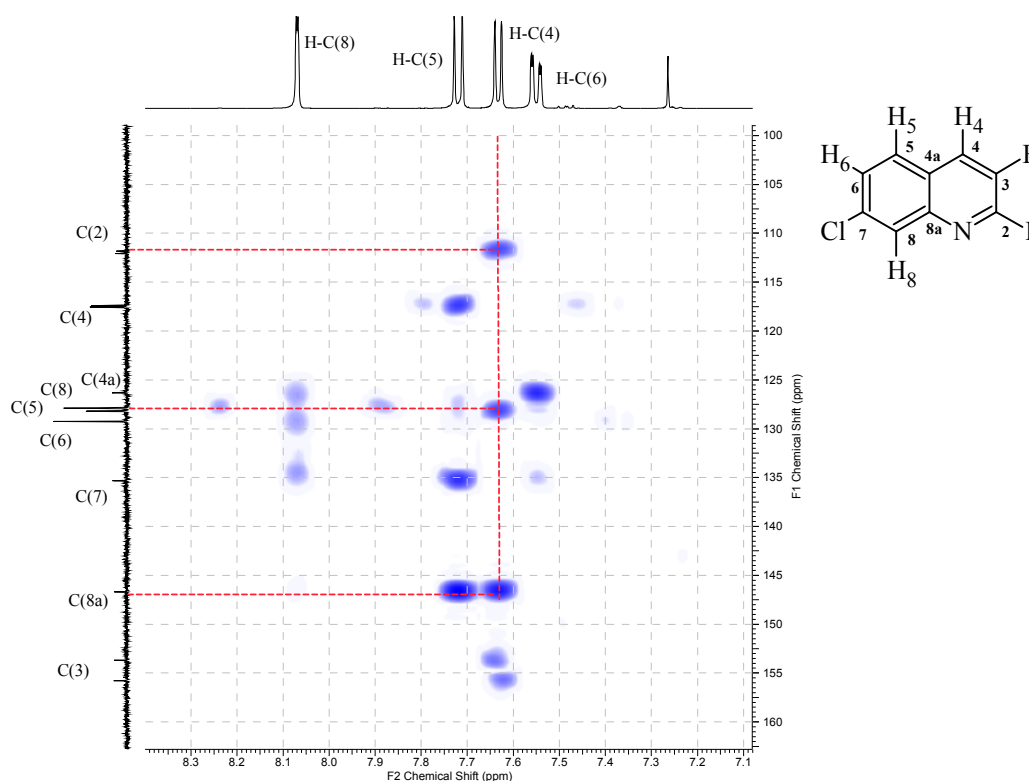 H-C(8)
H-C(5)
H-C(4)
H-C(6)
C(2)
C(4)
C(4a)
C(8)
C(5)
C(6)
C(7)
C(8a)
C(3)
100
105
110
115
120
125
130
135
140
145
150
155
160
F1 Chemical Shift (ppm)
8.3 8.2 8.1 8.0 7.9 7.8 7.7 7.6 7.5 7.4 7.3 7.2 7.1
F2 Chemical Shift (ppm)
H5 H4
5 4
H6 4a
6 3
Cl 7 8 8a N 2
H8